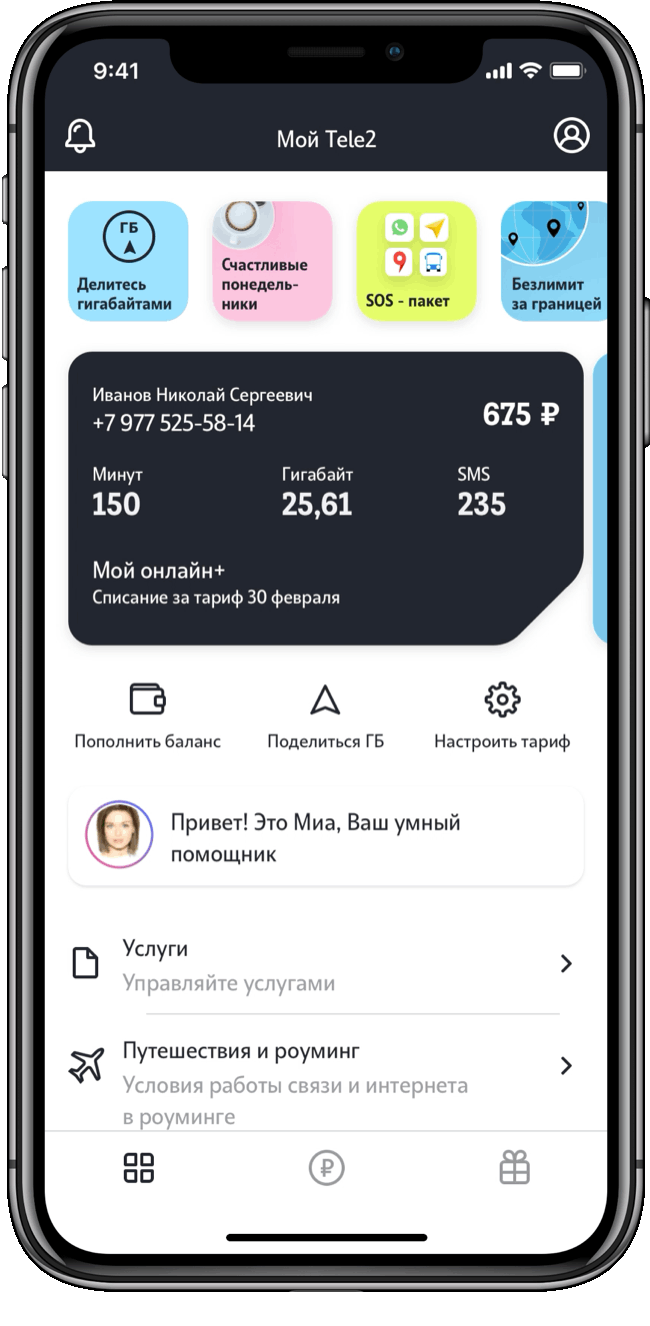 9:41
Мой Tele2
ГБ
Делитесь
гигабайтами
Счастливые
понедель-
ники
SOS - пакет
Безлимит
за границей
Иванов Николай Сергеевич
+7 977 525-58-14
675 ₽
Минут
Гигабайт
SMS
150
25,61
235
Мой онлайн+
Списание за тариф 30 февраля
Пополнить баланс
Поделиться ГБ
Настроить тариф
Привет! Это Миа, Ваш умный
помощник
Услуги
Управляйте услугами
Путешествия и роуминг
Условия работы связи и интернета
в роуминге
₽